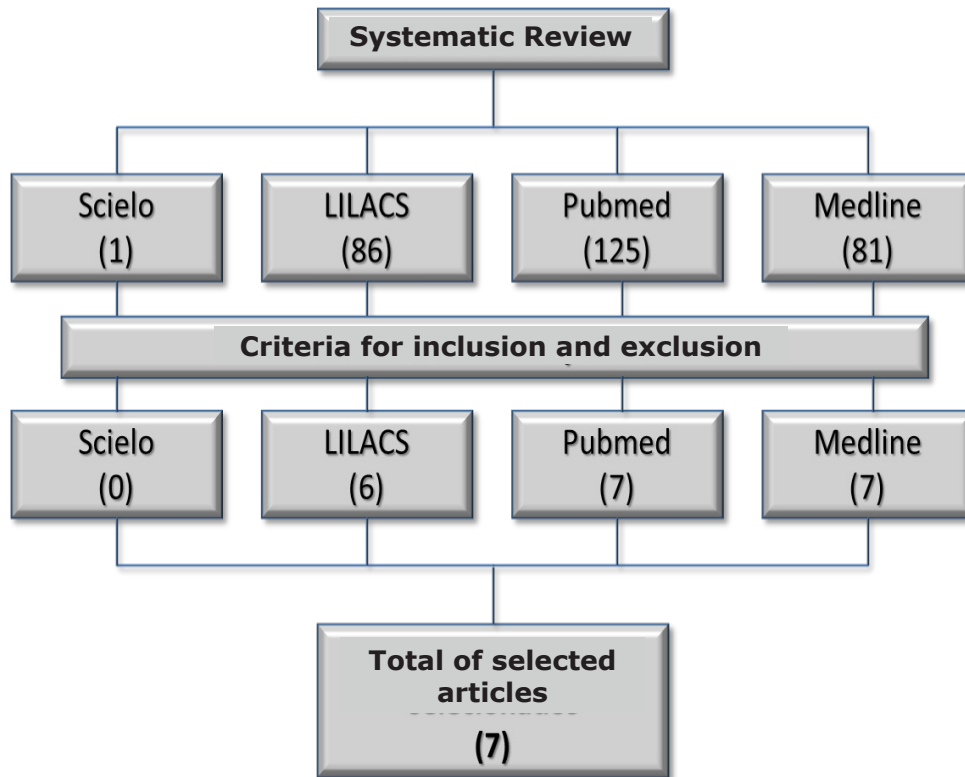 Systematic Review
Scielo
(1)
LILACS
(86)
Pubmed
(125)
Medline
(81)
Criteria for inclusion and exclusion
Scielo
(0)
LILACS
(6)
Pubmed
(7)
Medline
(7)
Total of selected
articles
(7)